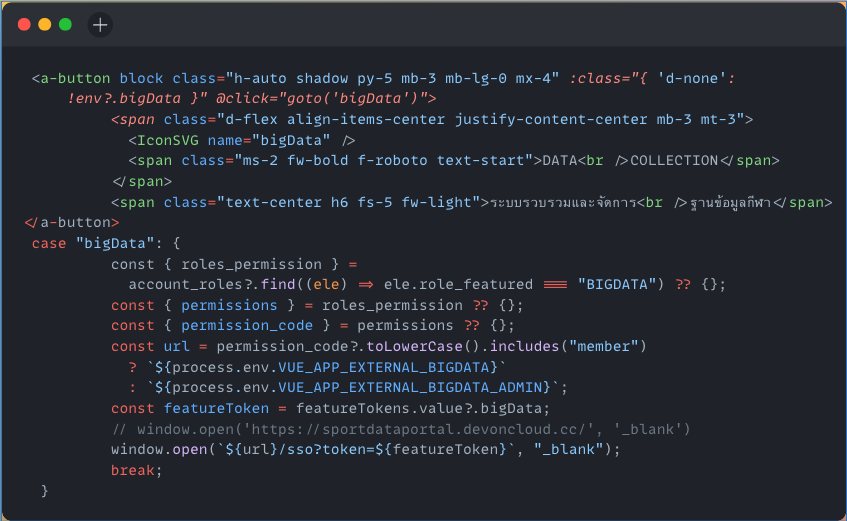 <a-button block class="h-auto shadow py-5 mb-3 mb-lg-0 mx-4" :class="{ 'd-none':
!env?.bigData }" @click="goto('bigData')">
<span class="d-flex align-items-center justify-content-center mb-3 mt-3">
<IconSVG name="bigData" />
<span class="ms-2 fw-bold f-roboto text-start">DATA<br />COLLECTION</span>
</span>
<span class="text-center h6 fs-5 fw-light">ระบบรวบรวมและจัดการ<br />ฐานข้อมูลกีฬา</span>
</a-button>
case "bigData": {
const { roles_permission } =
account_roles?.find((ele) => ele.role_featured === "BIGDATA") ?? {};
const { permissions } = roles_permission ?? {};
const { permission_code } = permissions ?? {};
const url = permission_code?.toLowerCase().includes("member")
? `${process.env.VUE_APP_EXTERNAL_BIGDATA}`
: `${process.env.VUE_APP_EXTERNAL_BIGDATA_ADMIN}`;
const featureToken = featureTokens.value?.bigData;
// window.open('https://sportdataportal.devoncloud.cc/', '_blank')
window.open(`${url}/sso?token=${featureToken}`, "_blank");
break;
}